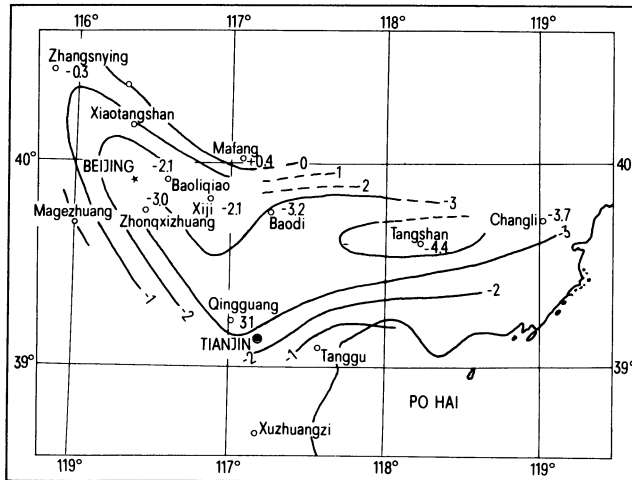 116° 117° 118° 119°
Zhangsnying
-0.3
Xiaotangshan
Mafang
+0.4
0
1
2
40° 40°
BEIJING
-2.1
Baoliqiao
-3.0
Xiji -2.1
-3.2
Baodi
-3
Changli -3.7
Magezhuang
Zhonqxizhuang
Tangshan
-4.4
-3
Qingguang
31
-1
-2
-2
TIANJIN
-2
-1
Tanggu
39° 39°
PO HAI
Xuzhuangzi
119° 117° 118° 119°